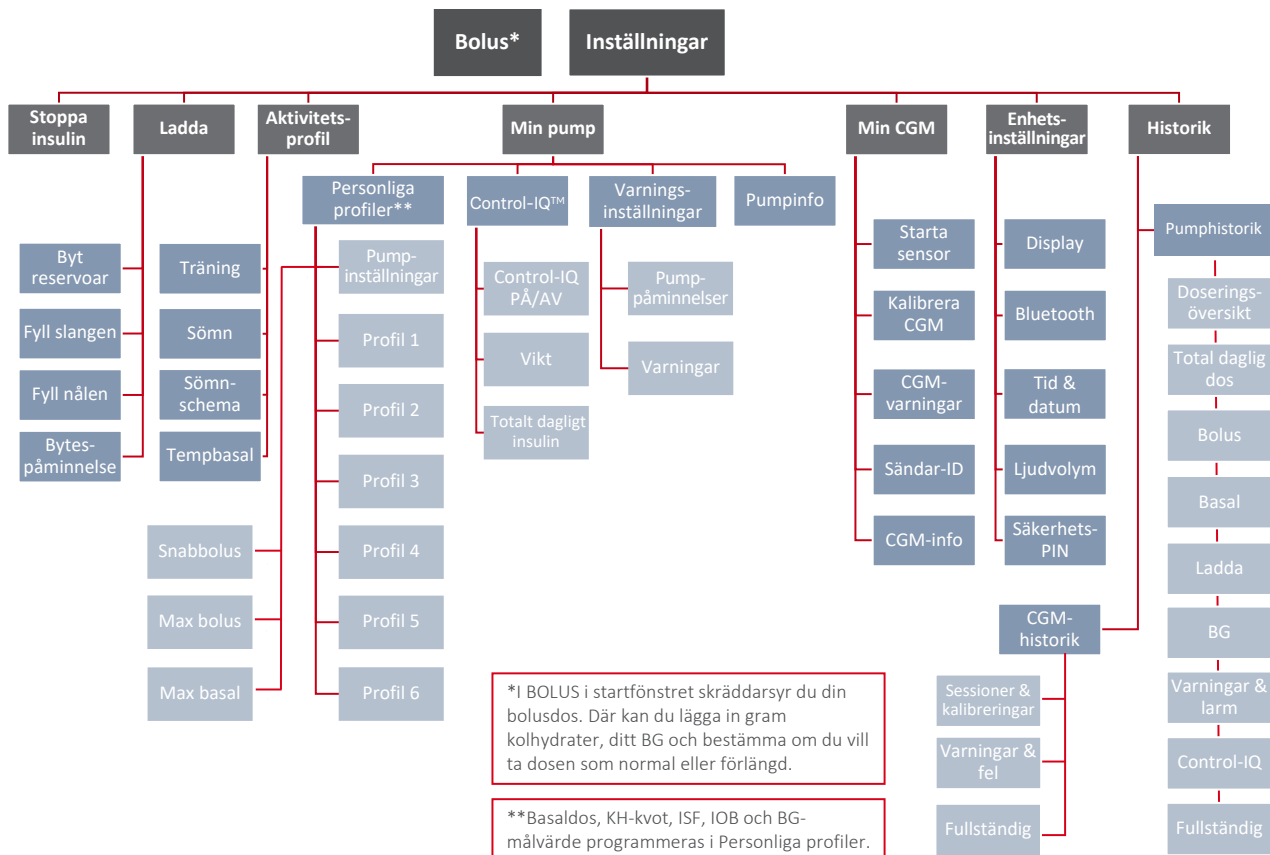 Bolus*
Inställningar
Stoppa
insulin
Ladda
Aktivitets-
profil
Min pump
Min CGM
Enhets-
inställningar
Historik
Byt
reservoar
Fyll slangen
Fyll nålen
Bytes-
påminnelse
Träning
Sömn
Sömn-
schema
Tempbasal
Personliga
profiler**
Pump-
inställningar
Profil 1
Profil 2
Profil 3
Profil 4
Profil 5
Profil 6
Snabbolus
Max bolus
Max basal
Control-IQ™
Control-IQ
PÅ/AV
Vikt
Totalt dagligt
insulin
Varnings-
inställningar
Pump-
påminnelser
Varningar
Pumpinfo
Starta
sensor
Kalibrera
CGM
CGM-
varningar
Sändar-ID
CGM-info
Display
Bluetooth
Tid &
datum
Ljudvolym
Säkerhets-
PIN
Pumphistorik
Doserings-
översikt
Total daglig
dos
Bolus
Basal
Ladda
BG
Varningar &
larm
Control-IQ
Fullständig
CGM-
historik
Sessioner &
kalibreringar
Varningar &
fel
Fullständig
*I BOLUS i startfönstret skräddarsyr du din
bolusdos. Där kan du lägga in gram
kolhydrater, ditt BG och bestämma om du vill
ta dosen som normal eller förlängd.
**Basaldos, KH-kvot, ISF, IOB och BG-
målvärde programmeras i Personliga profiler.